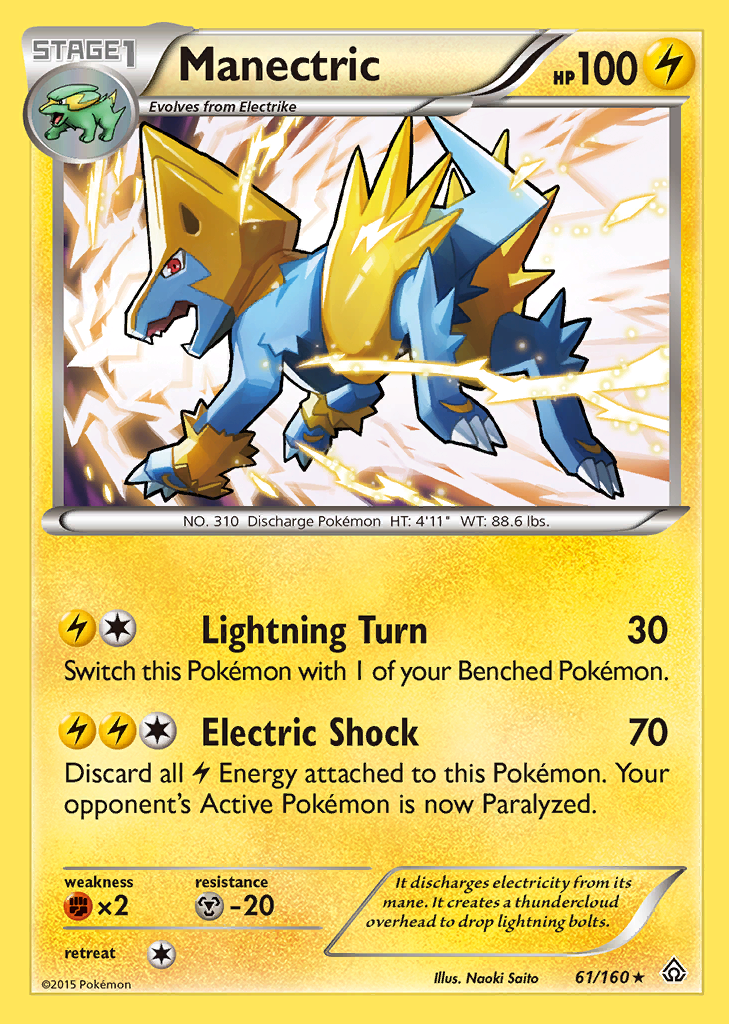 STAGE1
Manectric
HP100
Evolves from Electrike
NO. 310 Discharge Pokémon HT: 4'11" WT: 88.6 lbs.
Lightning Turn 30
Switch this Pokémon with 1 of your Benched Pokémon.
Electric Shock 70
Discard all Energy attached to this Pokémon. Your
opponent's Active Pokémon is now Paralyzed.
weakness
×2
resistance
-20
retreat
It discharges electricity from its
mane. It creates a thundercloud
overhead to drop lightning bolts.
©2015 Pokémon
Illus. Naoki Saito
61/160★